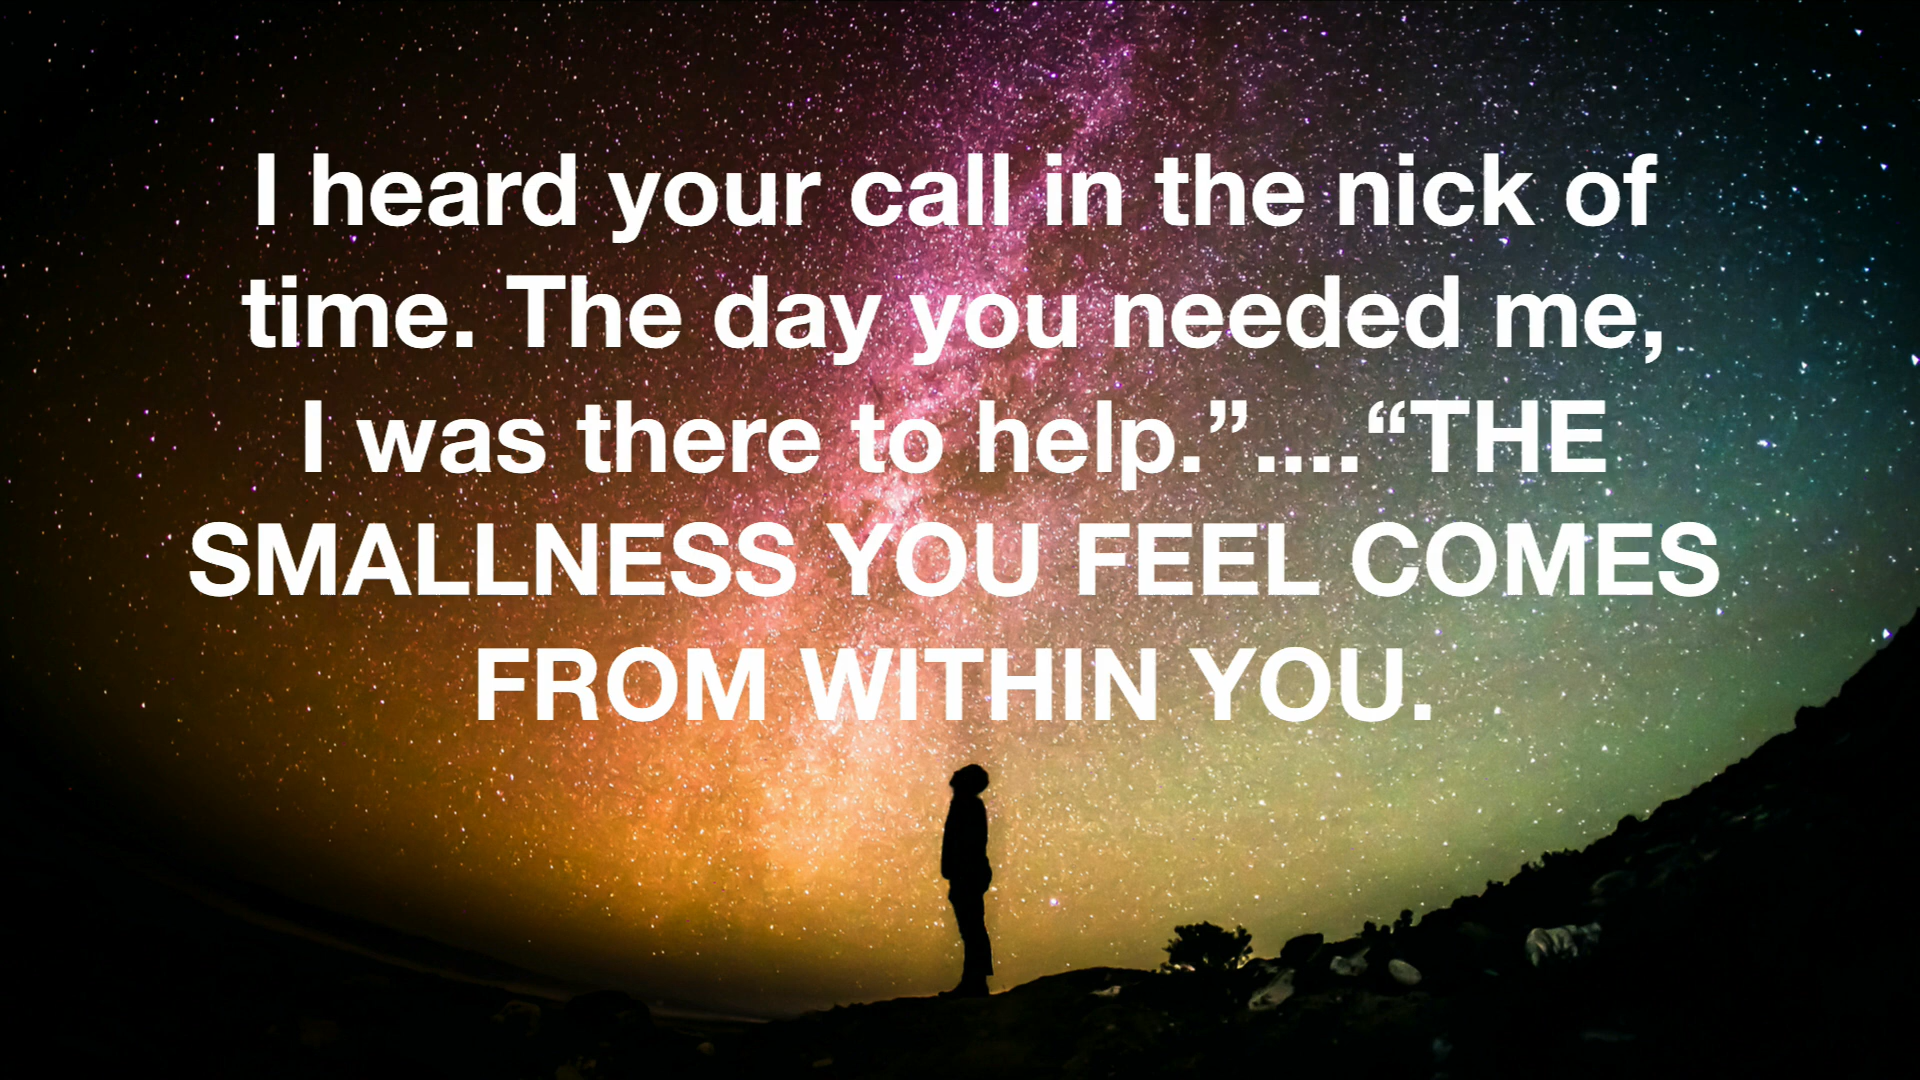 I heard your call in the nick of
time. The day you needed me,
I was there to help.”....“THE
SMALLNESS YOU FEEL COMES
FROM WITHIN YOU.